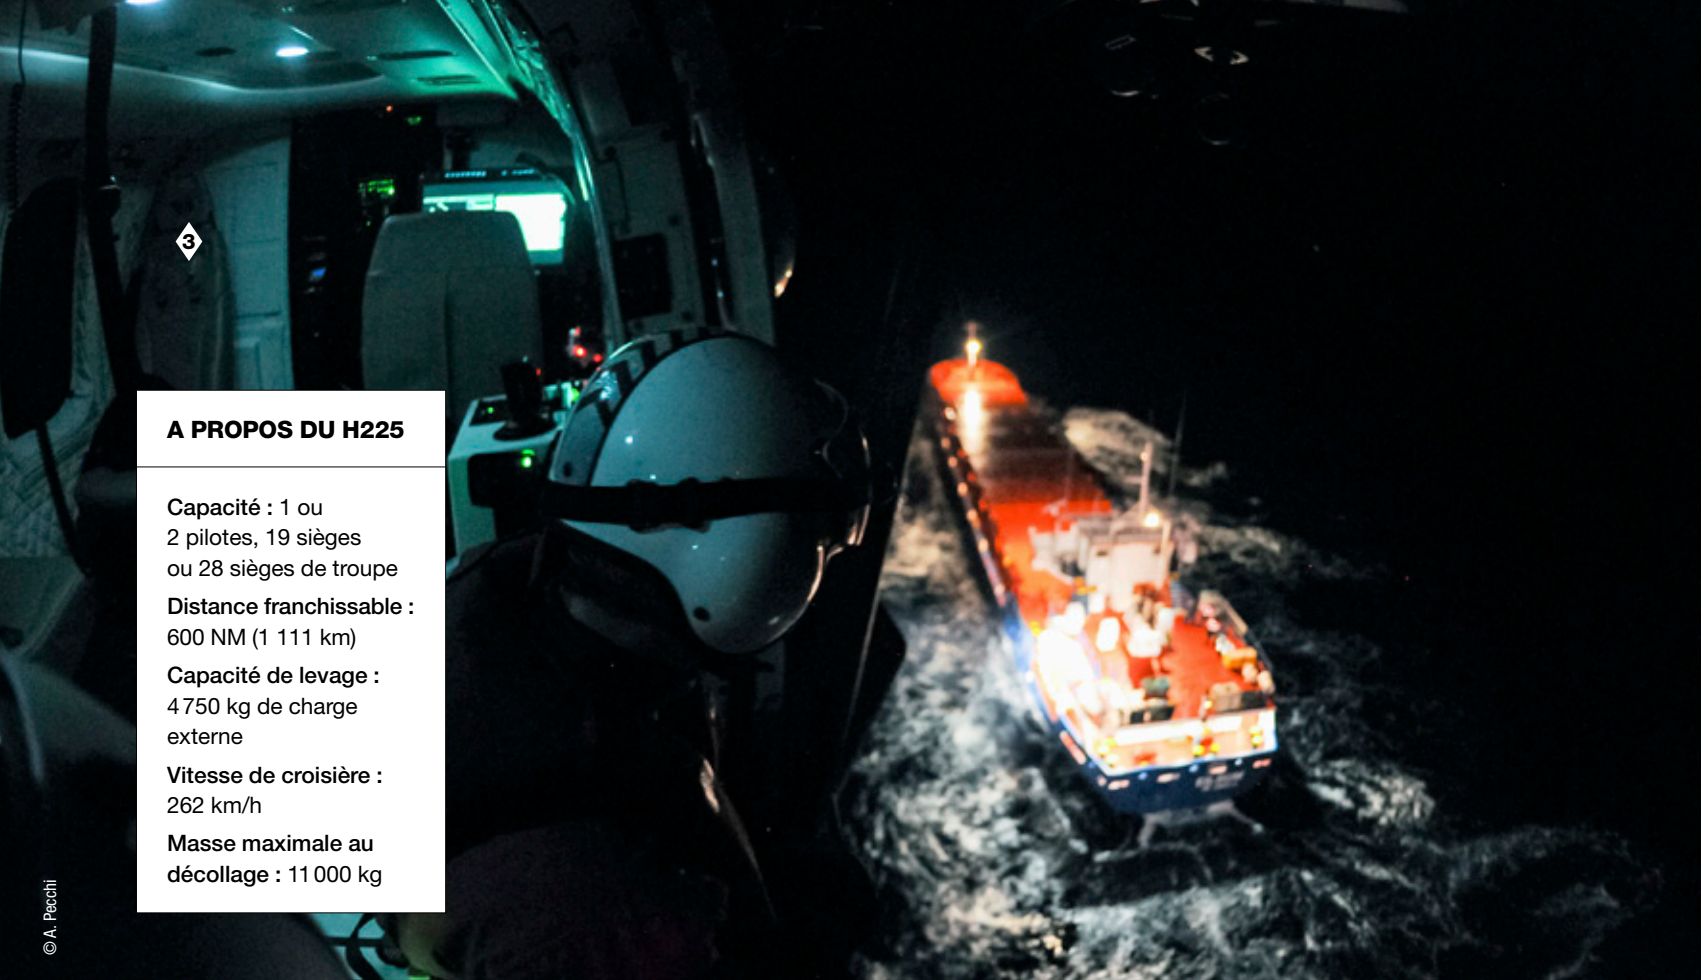 3
A PROPOS DU H225
Capacité : 1 ou
2 pilotes, 19 sièges
ou 28 sièges de troupe
Distance franchissable :
600 NM (1 111 km)
Capacité de levage :
4 750 kg de charge
externe
Vitesse de croisière :
262 km/h
Masse maximale au
décollage : 11 000 kg
© A. Pecchi